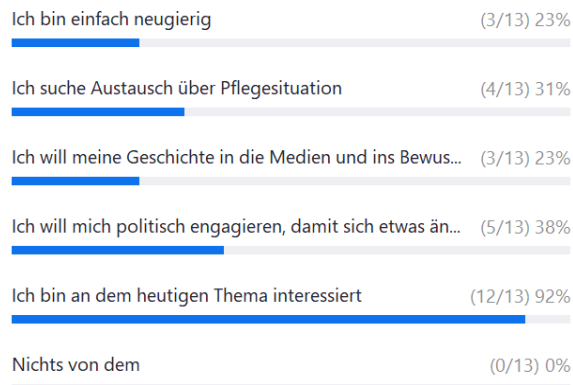 Ich bin einfach neugierig (3/13) 23%
Ich suche Austausch über Pflegesituation (4/13) 31%
Ich will meine Geschichte in die Medien und ins Bewus... (3/13) 23%
Ich will mich politisch engagieren, damit sich etwas än... (5/13) 38%
Ich bin an dem heutigen Thema interessiert (12/13) 92%
Nichts von dem (0/13) 0%